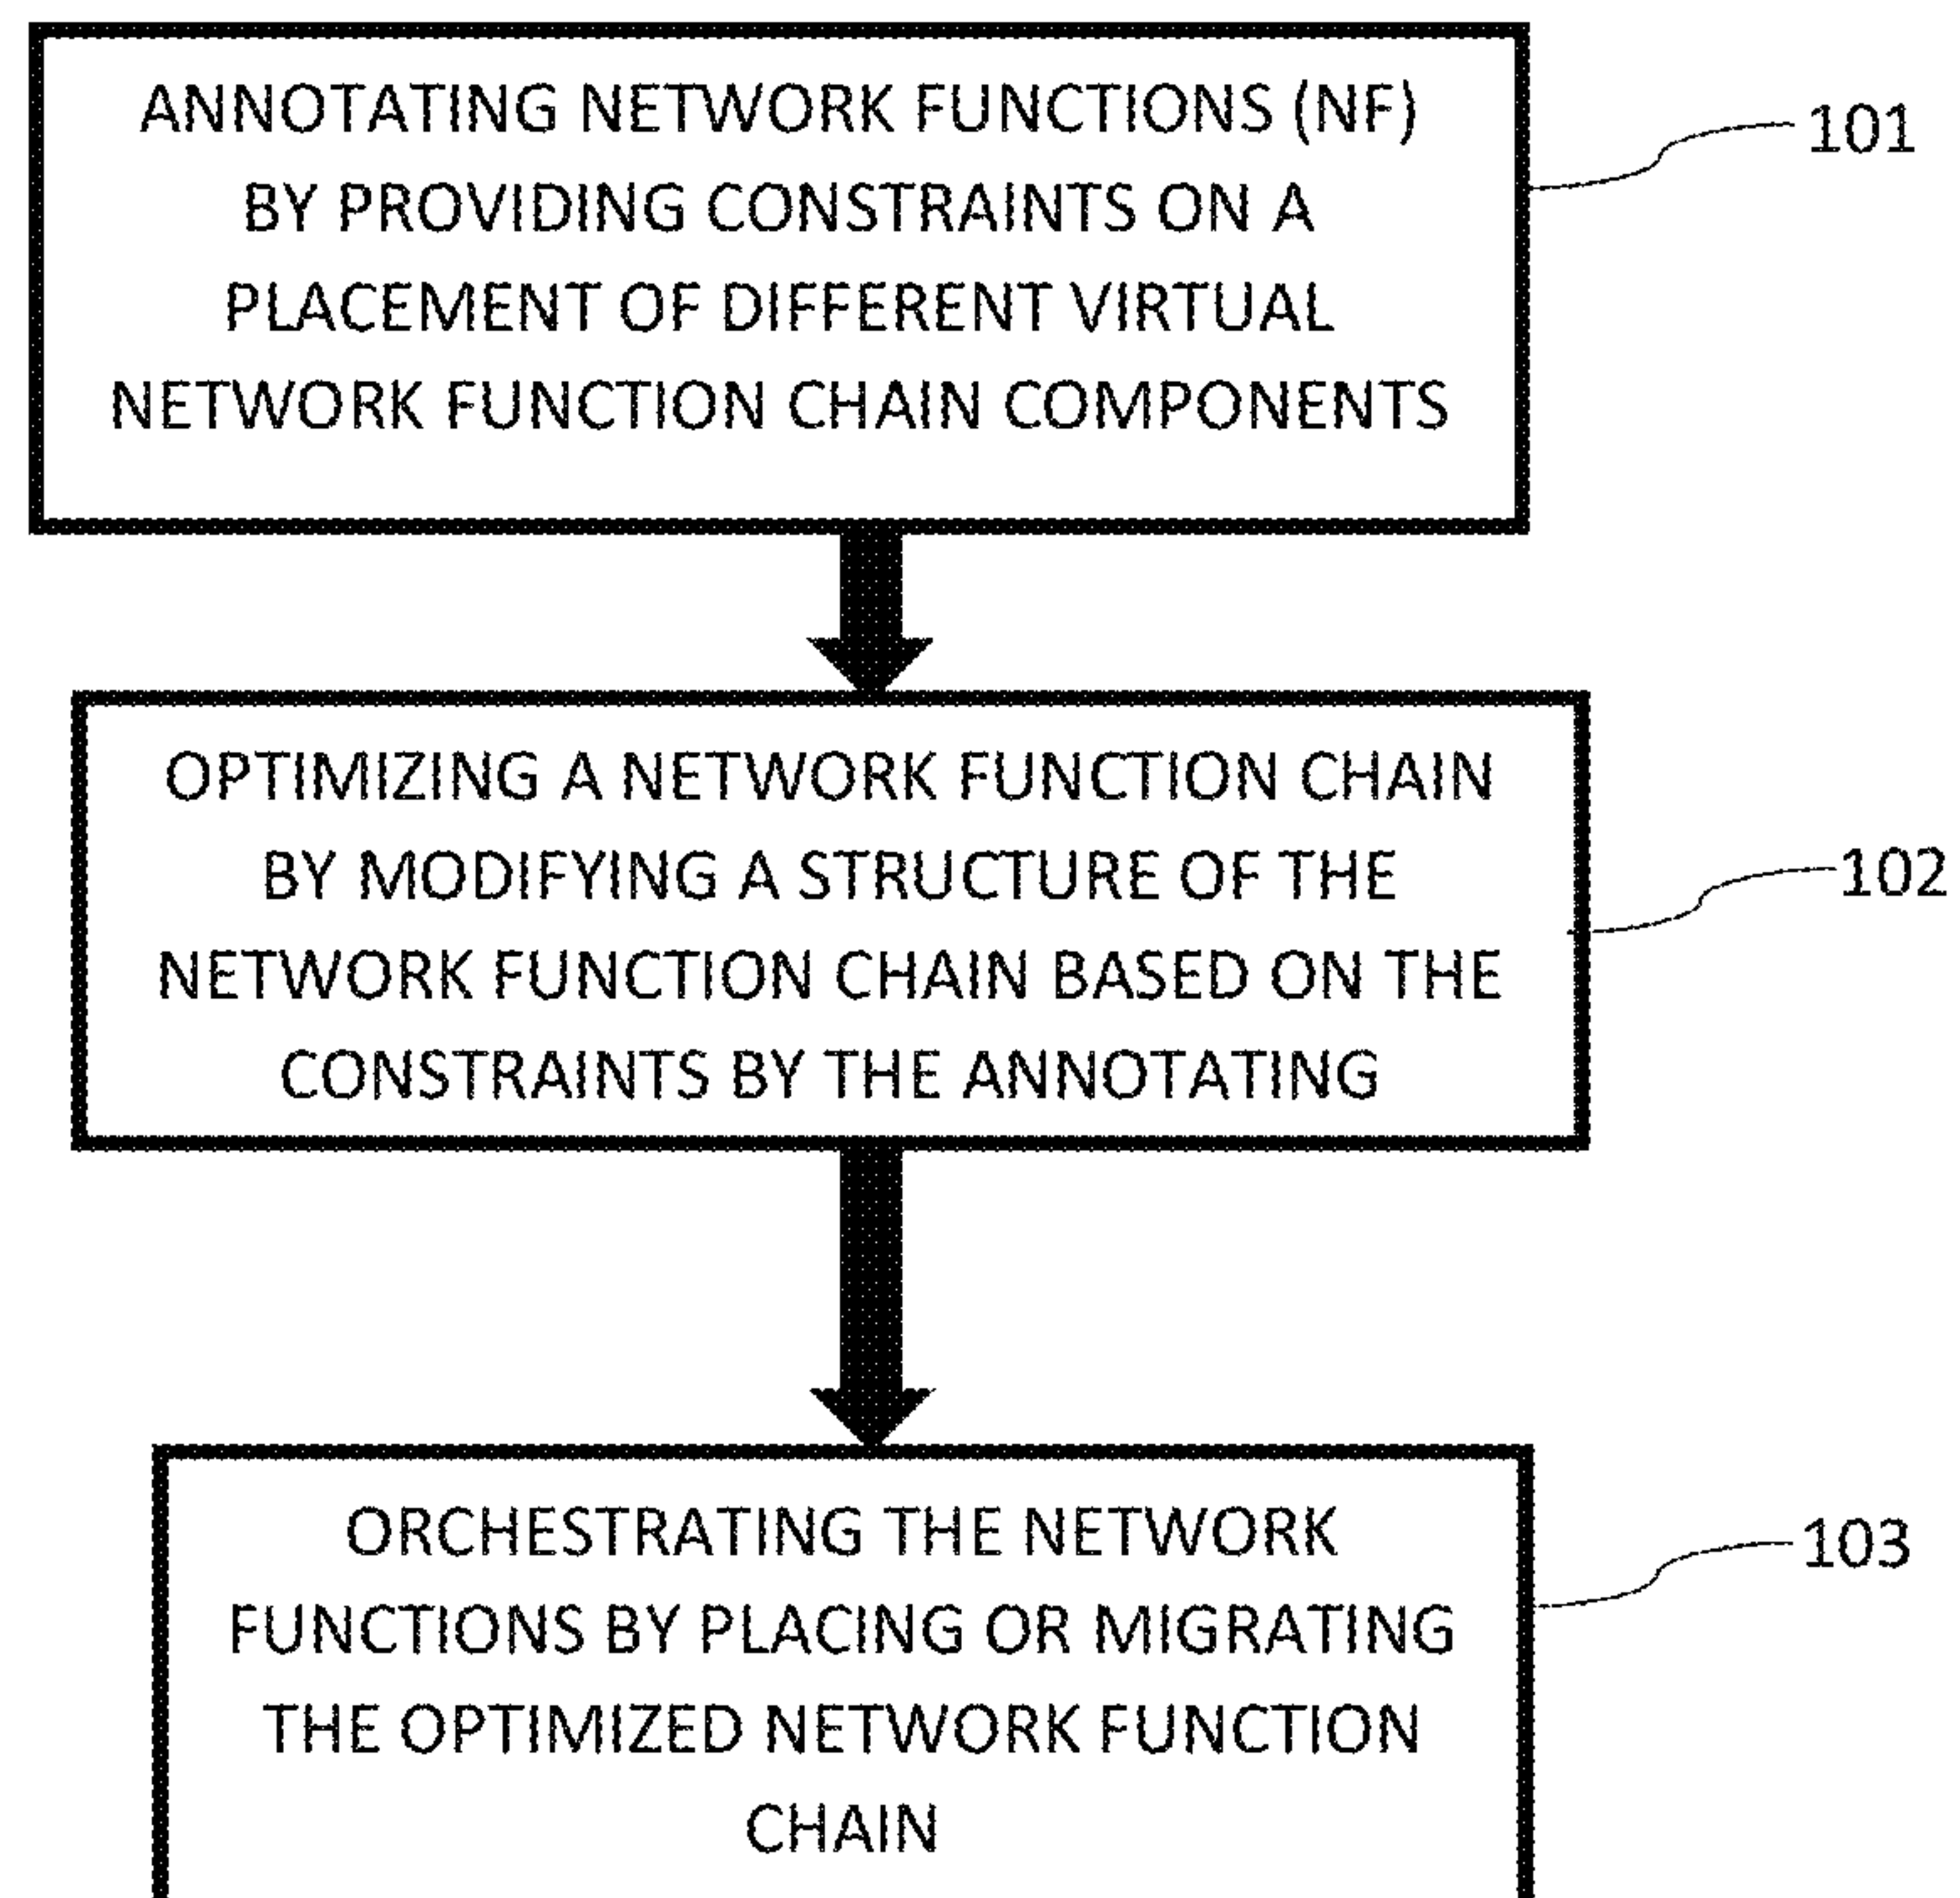 ANNOTATING NETWORK FUNCTIONS (NF)
BY PROVIDING CONSTRAINTS ON A
PLACEMENT OF DIFFERENT VIRTUAL
NETWORK FUNCTION CHAIN COMPONENTS
101
OPTIMIZING A NETWORK FUNCTION CHAIN
BY MODIFYING A STRUCTURE OF THE
NETWORK FUNCTION CHAIN BASED ON THE
CONSTRAINTS BY THE ANNOTATING
102
ORCHESTRATING THE NETWORK
FUNCTIONS BY PLACING OR MIGRATING
THE OPTIMIZED NETWORK FUNCTION
CHAIN
103